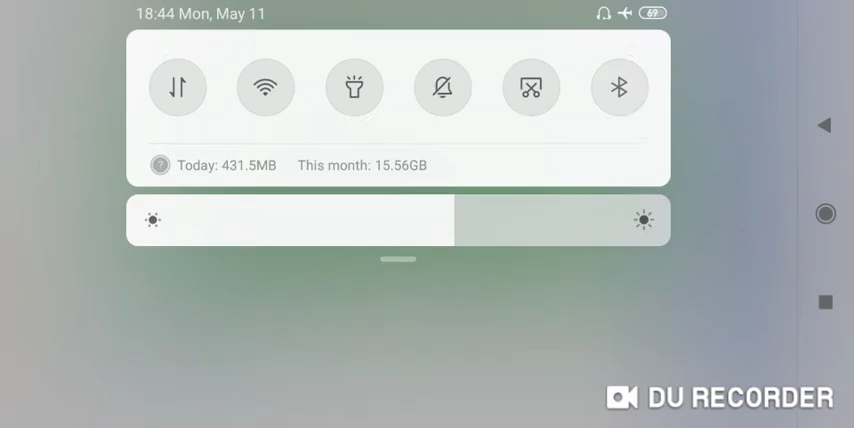 18:44 Mon, May 11
69
Today: 431.5MB This month: 15.56GB
DU RECORDER